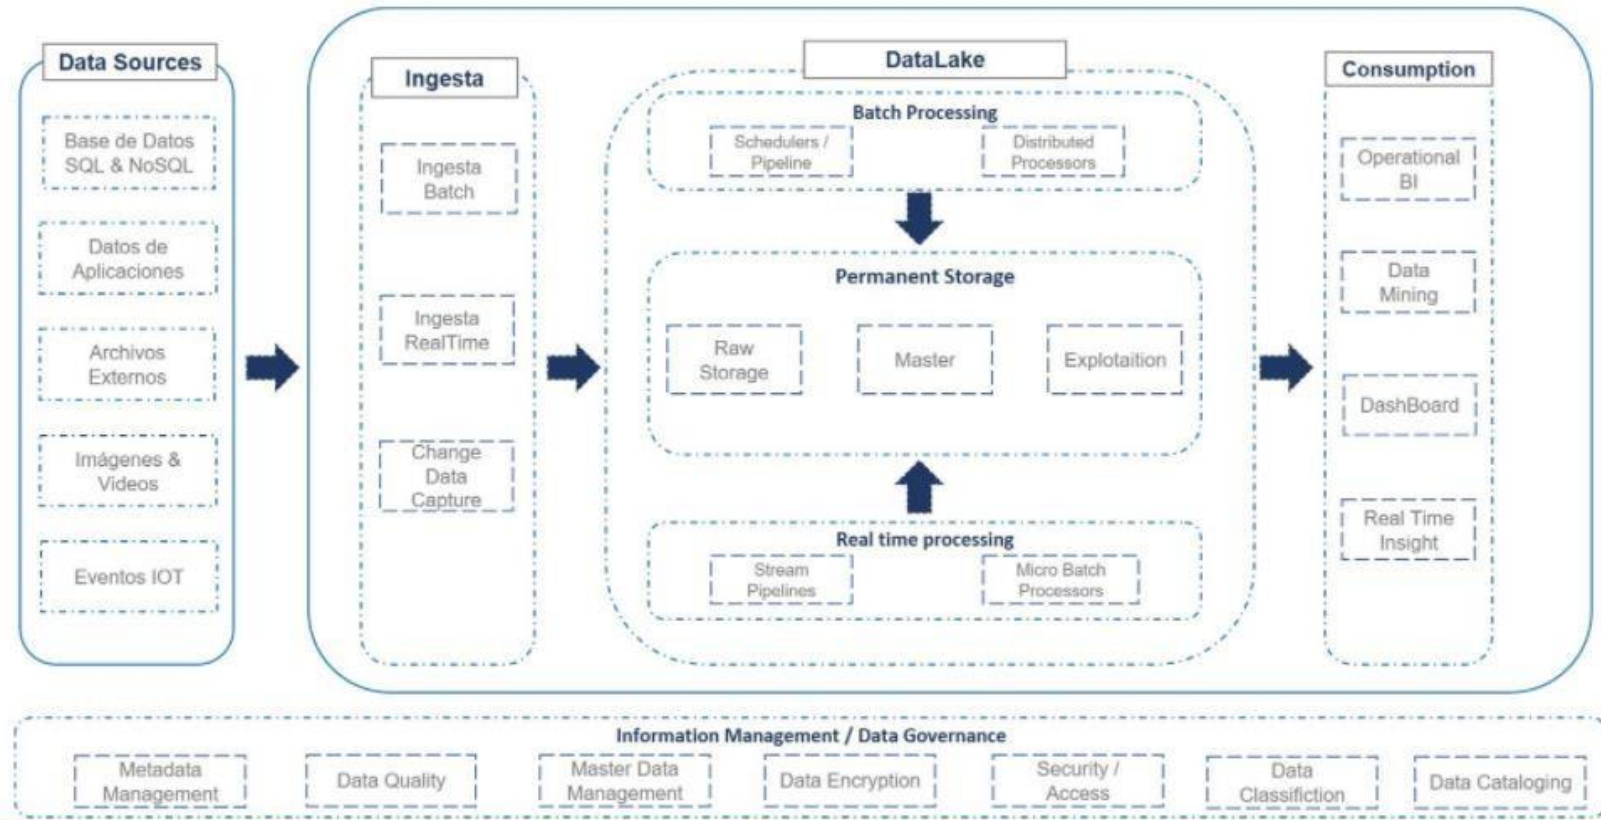 Data Sources
Base de Datos
SQL & NoSQL
Datos de
Aplicaciones
Archivos
Externos
Imágenes &
Videos
Eventos IOT
Ingesta
Ingesta
Batch
Ingesta
RealTime
Change
Data
Capture
DataLake
Batch Processing
Schedulers /
Pipeline
Distributed
Processors
Permanent Storage
Raw
Storage
Master
Explotaition
Real time processing
Stream
Pipelines
Micro Batch
Processors
Consumption
Operational
BI
Data
Mining
DashBoard
Real Time
Insight
Information Management / Data Governance
Metadata
Management
Data Quality
Master Data
Management
Data Encryption
Security /
Access
Data
Classifiction
Data Cataloging